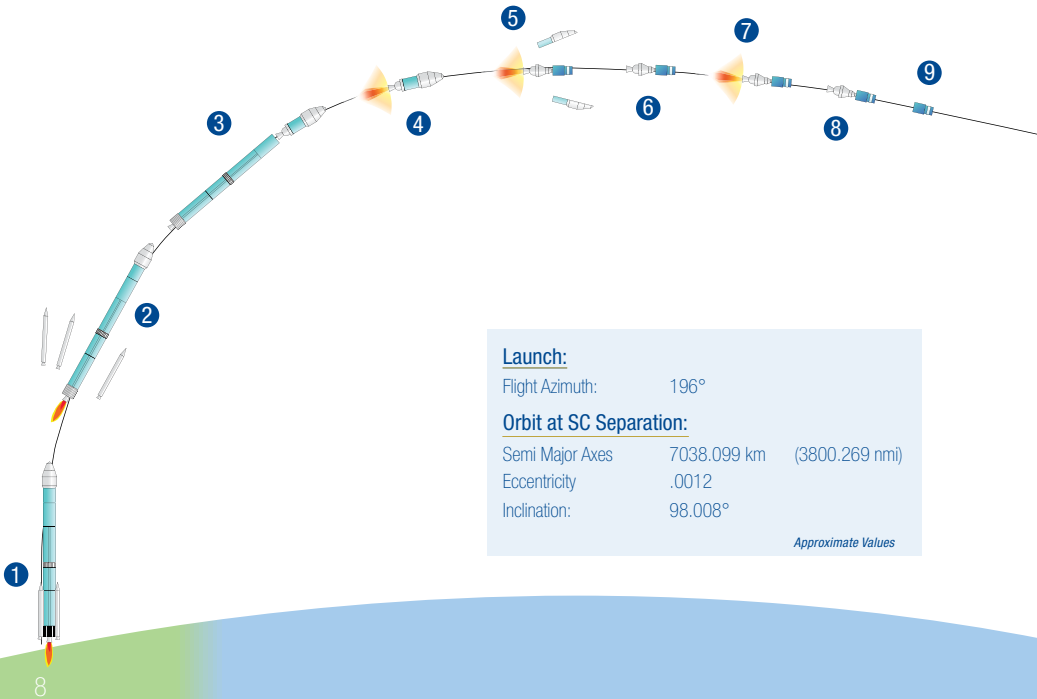 5
7
9
3
4
6
8
2
Launch:
Flight Azimuth: 196°
Orbit at SC Separation:
Semi Major Axes 7038.099 km (3800.269 nmi)
Eccentricity .0012
Inclination: 98.008°
Approximate Values
1
8